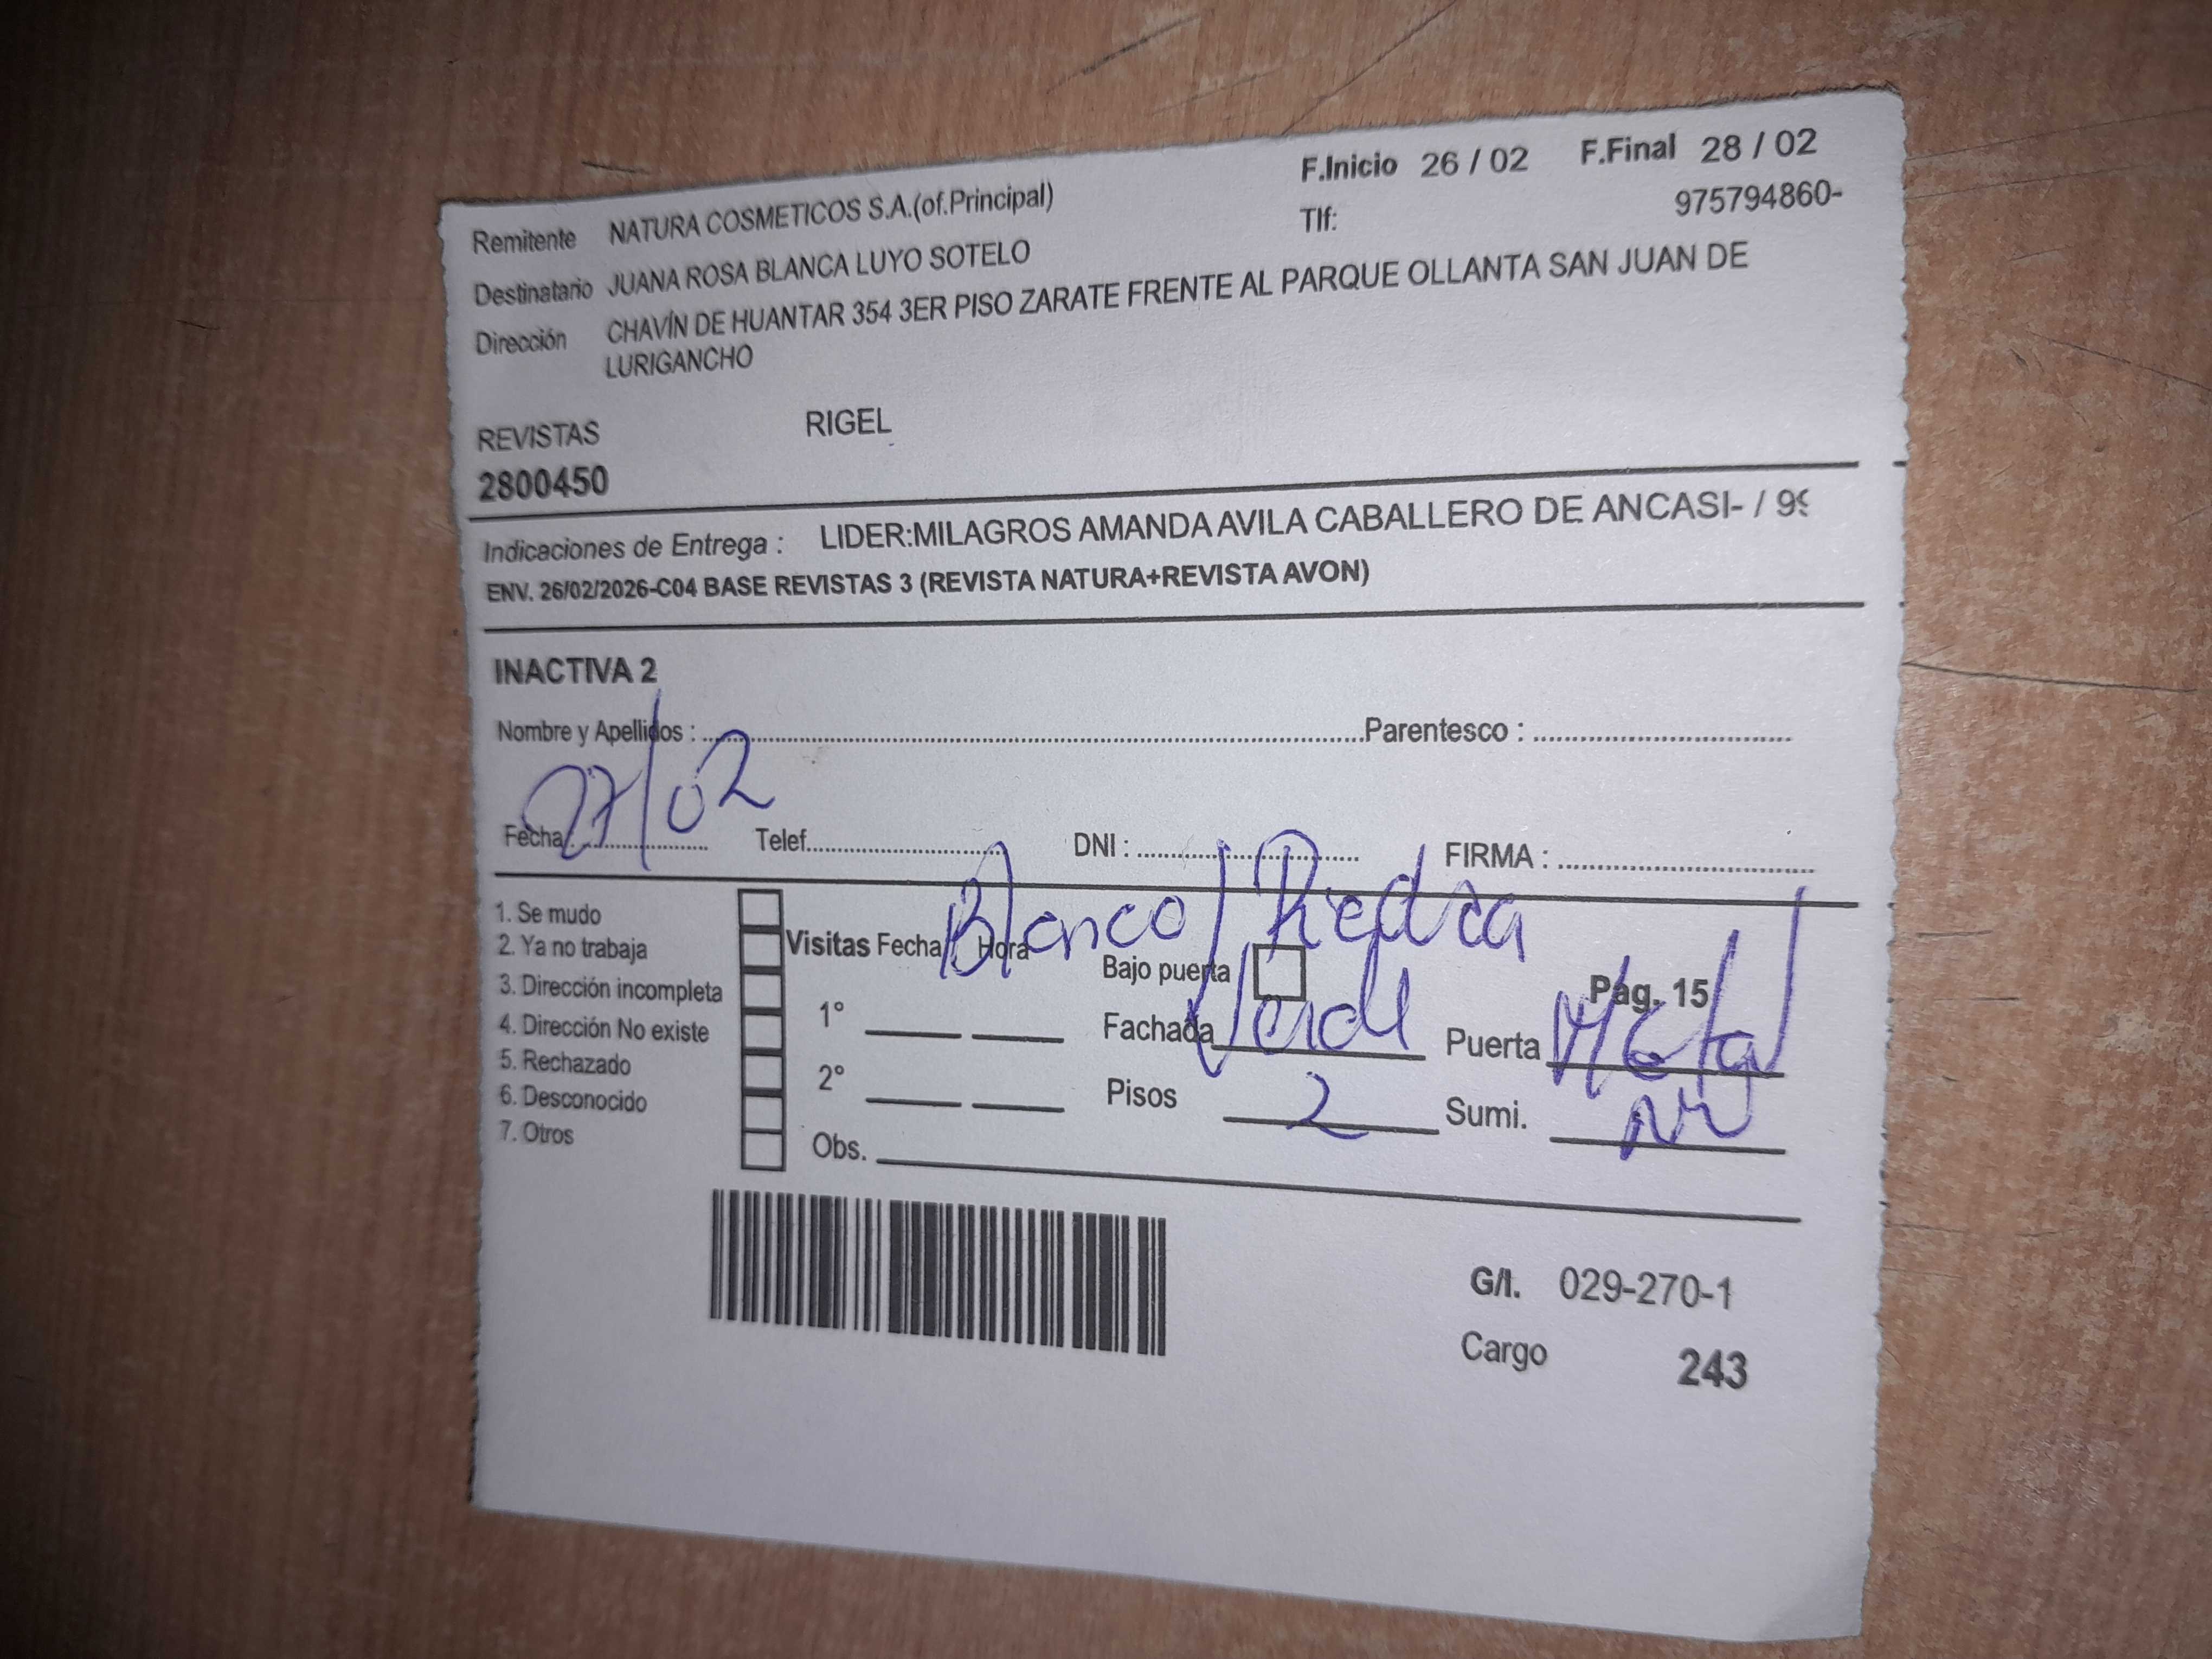 F.Inicio 26 / 02 F.Final 28 / 02
Remitente NATURA COSMETICOS S.A.(of.Principal) Tlf: 975794860-
Destinatario JUANA ROSA BLANCA LUYO SOTELO
Dirección CHAVÍN DE HUANTAR 354 3ER PISO ZARATE FRENTE AL PARQUE OLLANTA SAN JUAN DE
LURIGANCHO
REVISTAS RIGEL
2800450
Indicaciones de Entrega : LIDER:MILAGROS AMANDA AVILA CABALLERO DE ANCASI- / 99
ENV. 26/02/2026-C04 BASE REVISTAS 3 (REVISTA NATURA+REVISTA AVON)
INACTIVA 2
Nombre y Apellidos : Parentesco :
Fecha: 27/02 Telef. DNI : FIRMA :
Blanco/Piedra
1. Se mudo
2. Ya no trabaja Visitas Fecha Hora Bajo puerta
3. Dirección incompleta Pág. 15
4. Dirección No existe 1° Fachada Verde Puerta Metal
5. Rechazado
6. Desconocido 2° Pisos 2 Sumi.
7. Otros Obs.
G/I. 029-270-1
Cargo 243